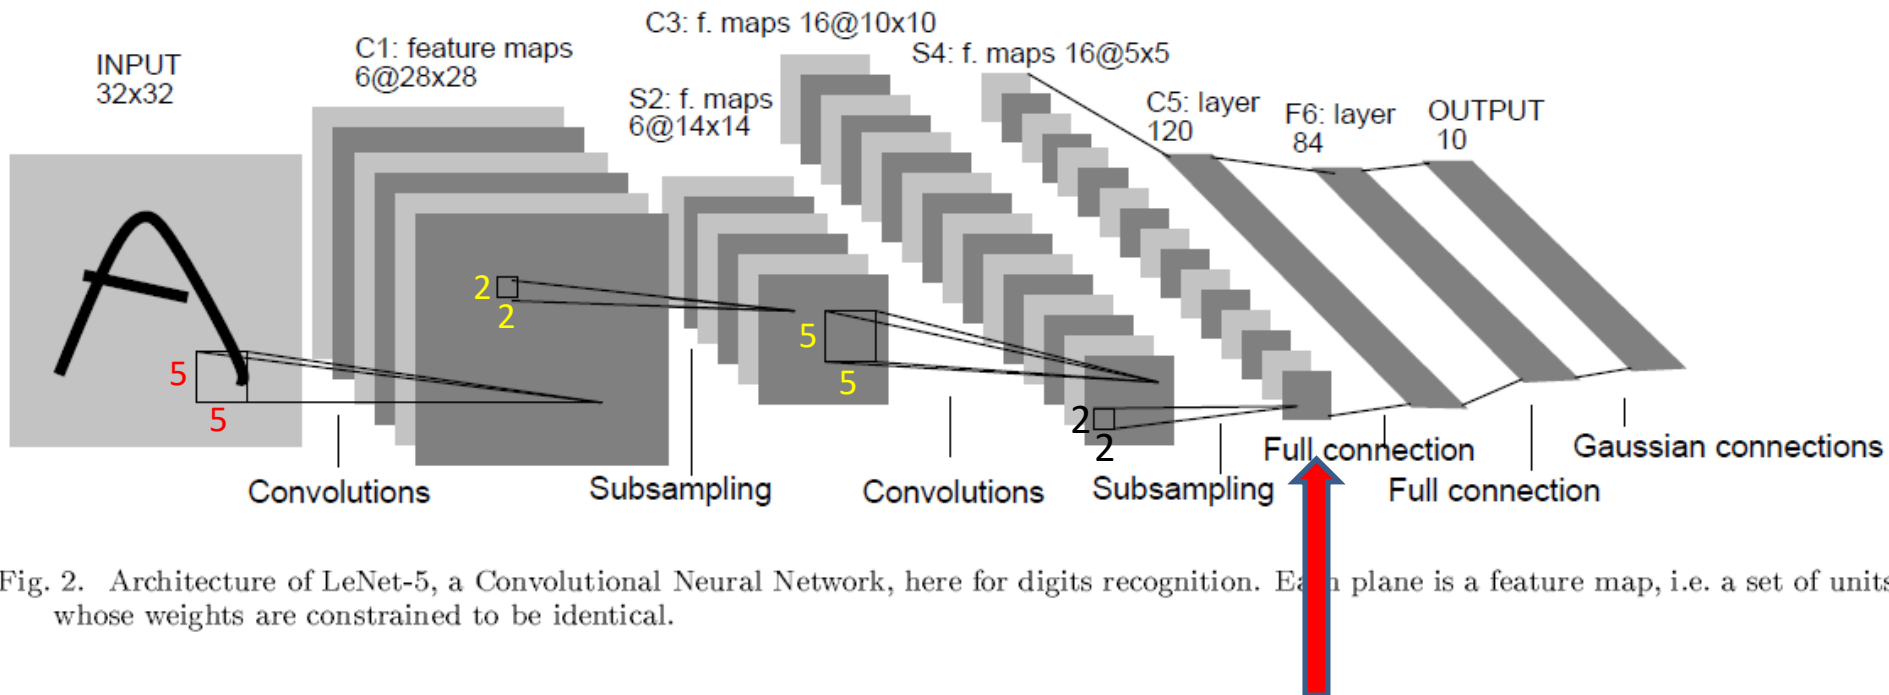 INPUT
32x32
C1: feature maps
6@28x28
S2: f. maps
6@14x14
C3: f. maps 16@10x10
S4: f. maps 16@5x5
C5: layer
120
F6: layer
84
OUTPUT
10
5
5
2
2
5
5
2
2
Convolutions
Subsampling
Convolutions
Subsampling
Full connection
Full connection
Gaussian connections
Fig. 2. Architecture of LeNet-5, a Convolutional Neural Network, here for digits recognition. plane is a feature map, i.e. a set of units
whose weights are constrained to be identical.